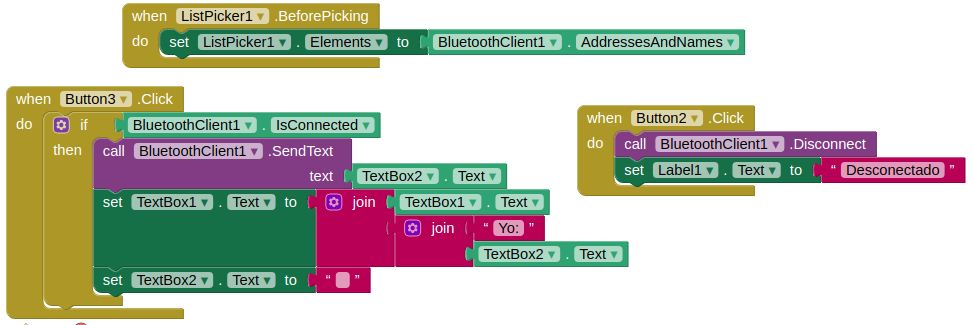 when ListPicker1 .BeforePicking
do set ListPicker1 . Elements to BluetoothClient1 . AddressesAndNames
when Button3 .Click
do if BluetoothClient1 . IsConnected
then call BluetoothClient1 .SendText
text TextBox2 . Text
set TextBox1 . Text to join TextBox1 . Text
join “ Yo: ”
TextBox2 . Text
set TextBox2 . Text to “ ”
when Button2 .Click
do call BluetoothClient1 .Disconnect
set Label1 . Text to “ Desconectado ”